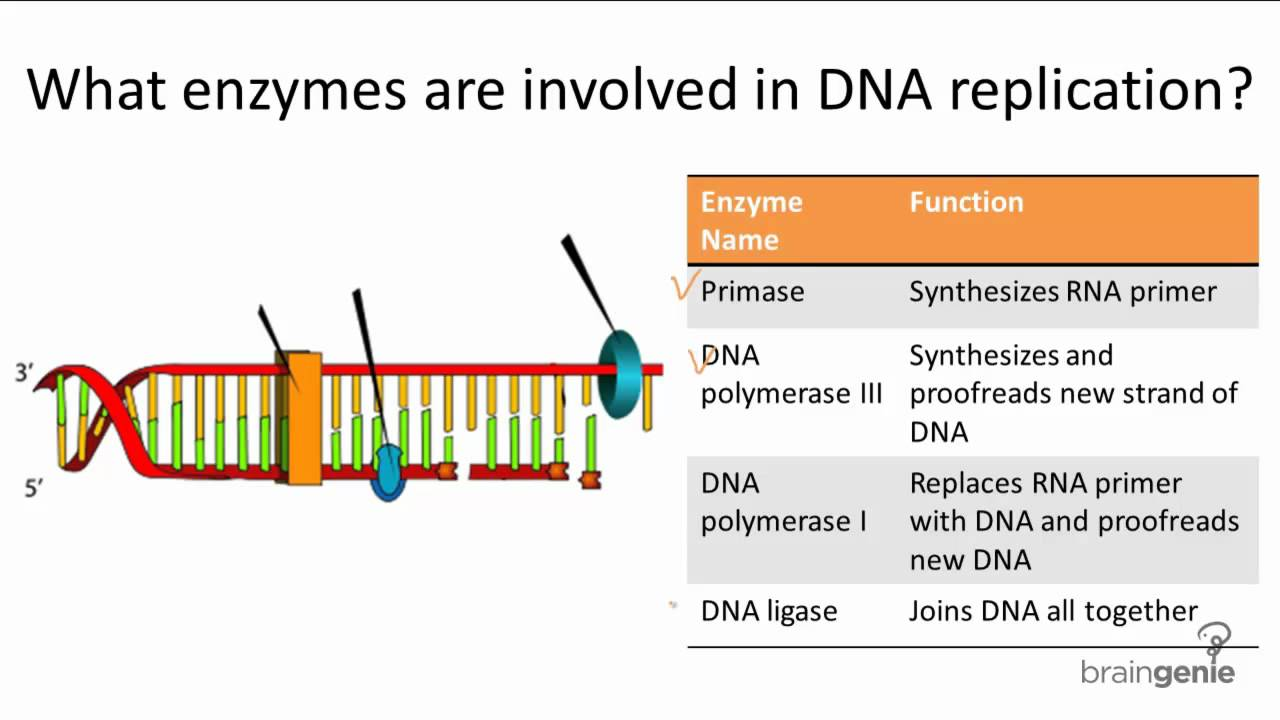 What enzymes are involved in DNA replication?
Enzyme
Name
Function
Primase
Synthesizes RNA primer
DNA
polymerase III
Synthesizes and
proofreads new strand of
DNA
DNA
polymerase I
Replaces RNA primer
with DNA and proofreads
new DNA
DNA ligase
Joins DNA all together
3’
5’
braingenie